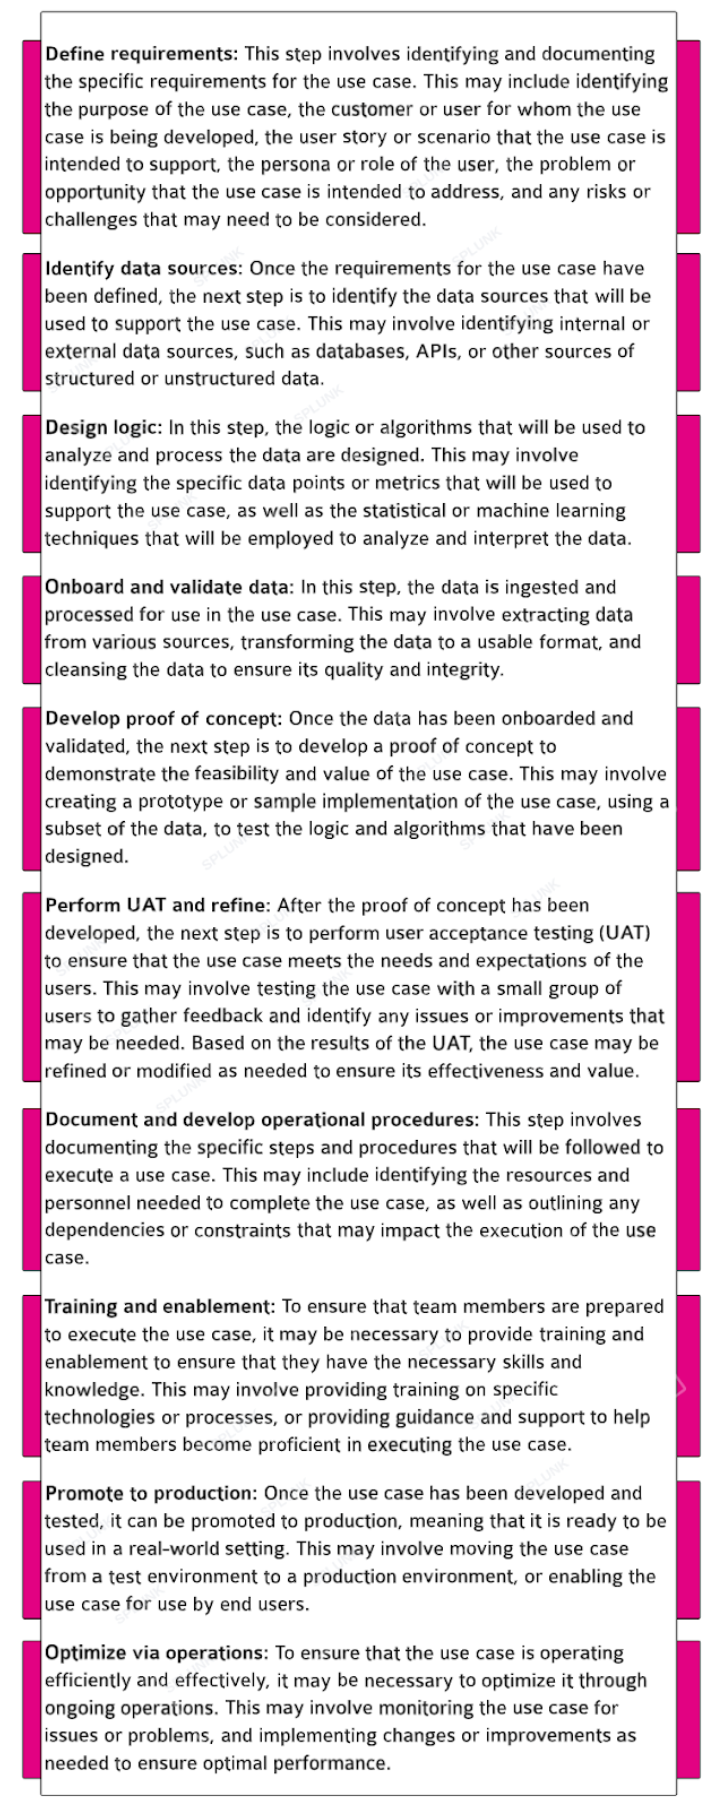 Define requirements: This step involves identifying and documenting
the specific requirements for the use case. This may include identifying
the purpose of the use case, the customer or user for whom the use
case is being developed, the user story or scenario that the use case is
intended to support, the persona or role of the user, the problem or
opportunity that the use case is intended to address, and any risks or
challenges that may need to be considered.
Identify data sources: Once the requirements for the use case have
been defined, the next step is to identify the data sources that will be
used to support the use case. This may involve identifying internal or
external data sources, such as databases, APIs, or other sources of
structured or unstructured data.
Design logic: In this step, the logic or algorithms that will be used to
analyze and process the data are designed. This may involve
identifying the specific data points or metrics that will be used to
support the use case, as well as the statistical or machine learning
techniques that will be employed to analyze and interpret the data.
Onboard and validate data: In this step, the data is ingested and
processed for use in the use case. This may involve extracting data
from various sources, transforming the data to a usable format, and
cleansing the data to ensure its quality and integrity.
Develop proof of concept: Once the data has been onboarded and
validated, the next step is to develop a proof of concept to
demonstrate the feasibility and value of the use case. This may involve
creating a prototype or sample implementation of the use case, using a
subset of the data, to test the logic and algorithms that have been
designed.
Perform UAT and refine: After the proof of concept has been
developed, the next step is to perform user acceptance testing (UAT)
to ensure that the use case meets the needs and expectations of the
users. This may involve testing the use case with a small group of
users to gather feedback and identify any issues or improvements that
may be needed. Based on the results of the UAT, the use case may be
refined or modified as needed to ensure its effectiveness and value.
Document and develop operational procedures: This step involves
documenting the specific steps and procedures that will be followed to
execute a use case. This may include identifying the resources and
personnel needed to complete the use case, as well as outlining any
dependencies or constraints that may impact the execution of the use
case.
Training and enablement: To ensure that team members are prepared
to execute the use case, it may be necessary to provide training and
enablement to ensure that they have the necessary skills and
knowledge. This may involve providing training on specific
technologies or processes, or providing guidance and support to help
team members become proficient in executing the use case.
Promote to production: Once the use case has been developed and
tested, it can be promoted to production, meaning that it is ready to be
used in a real-world setting. This may involve moving the use case
from a test environment to a production environment, or enabling the
use case for use by end users.
Optimize via operations: To ensure that the use case is operating
efficiently and effectively, it may be necessary to optimize it through
ongoing operations. This may involve monitoring the use case for
issues or problems, and implementing changes or improvements as
needed to ensure optimal performance.